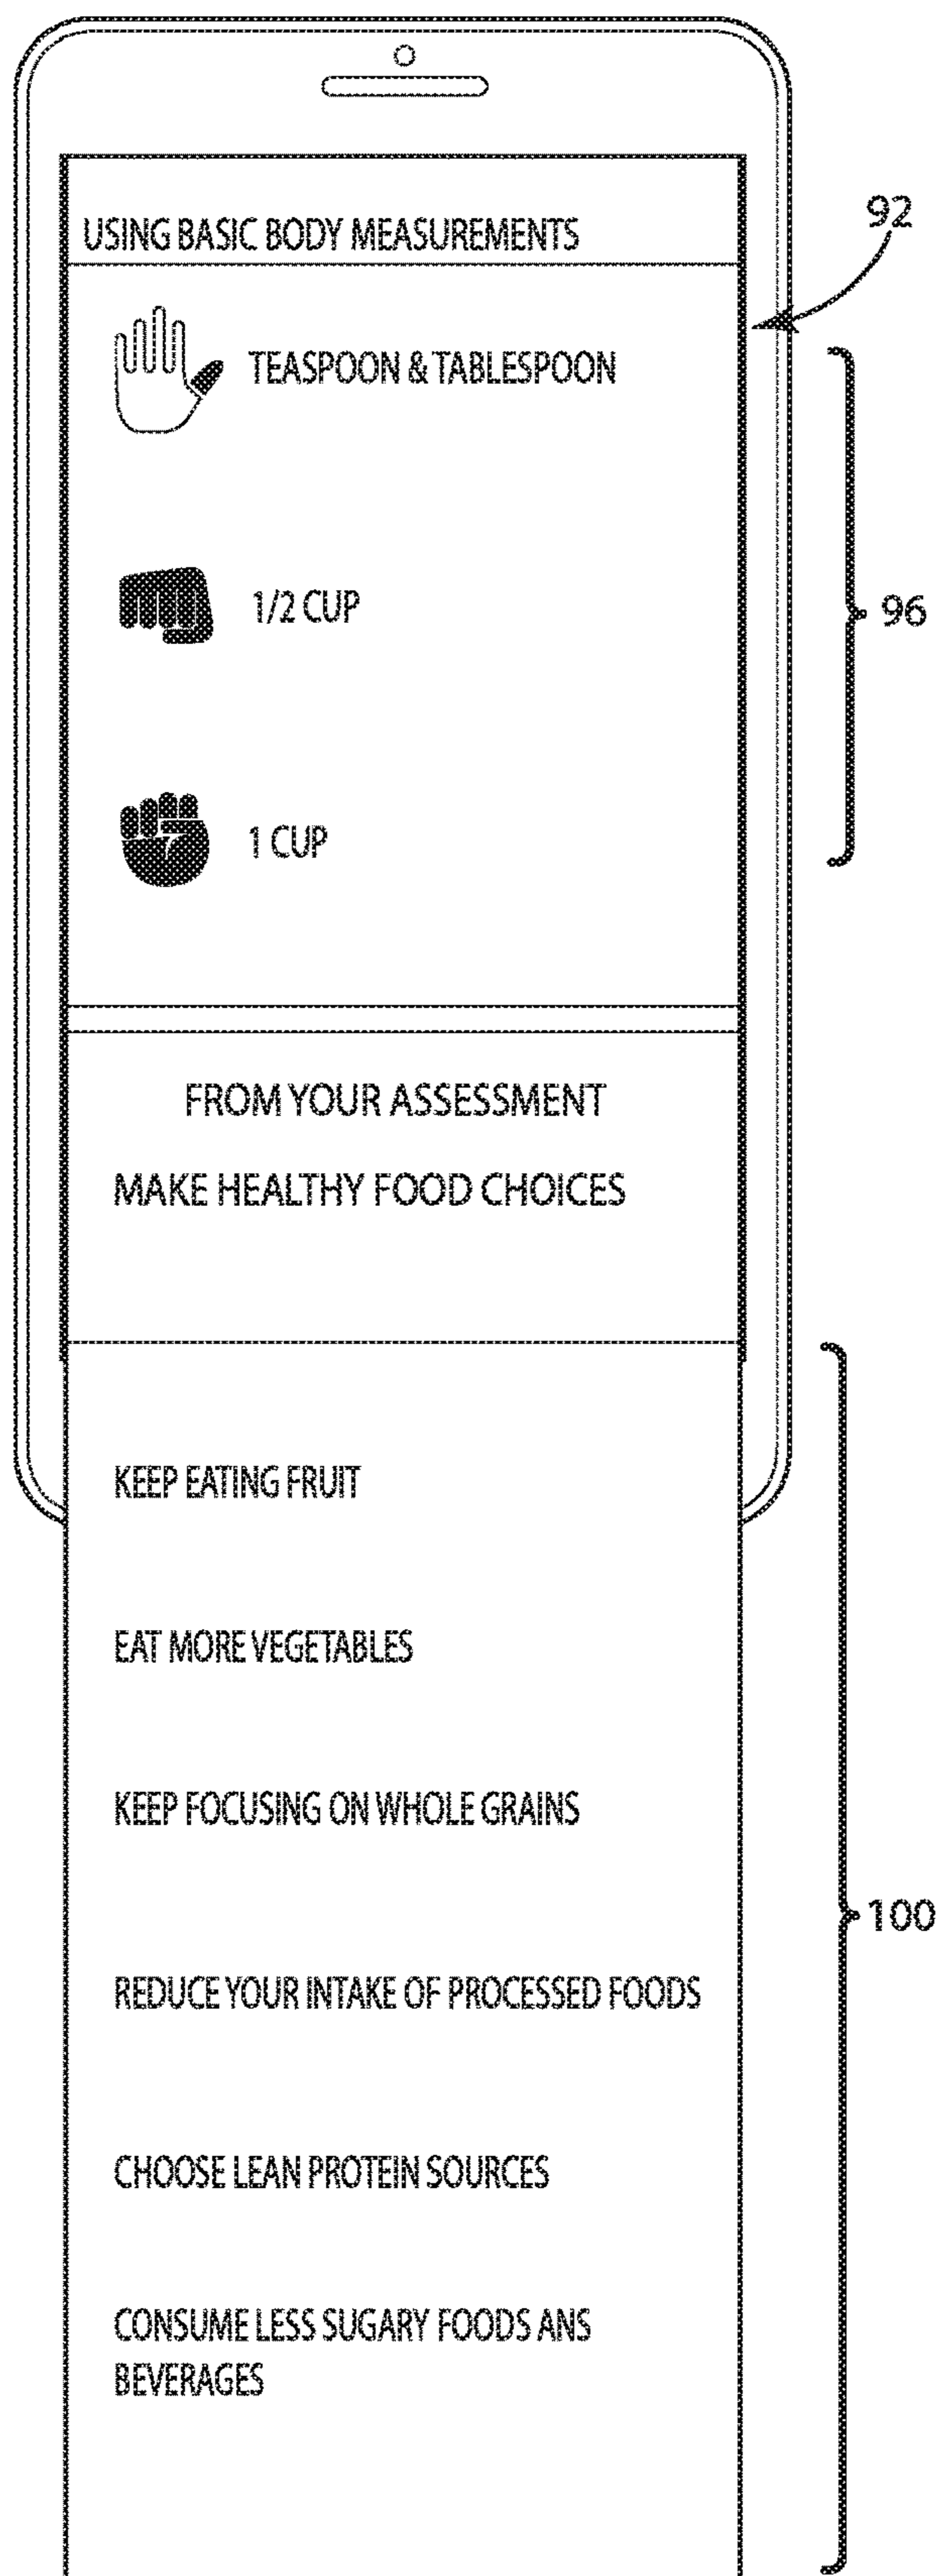 USING BASIC BODY MEASUREMENTS
92
TEASPOON & TABLESPOON
1/2 CUP
96
1 CUP
FROM YOUR ASSESSMENT
MAKE HEALTHY FOOD CHOICES
KEEP EATING FRUIT
EAT MORE VEGETABLES
KEEP FOCUSING ON WHOLE GRAINS
100
REDUCE YOUR INTAKE OF PROCESSED FOODS
CHOOSE LEAN PROTEIN SOURCES
CONSUME LESS SUGARY FOODS ANS
BEVERAGES